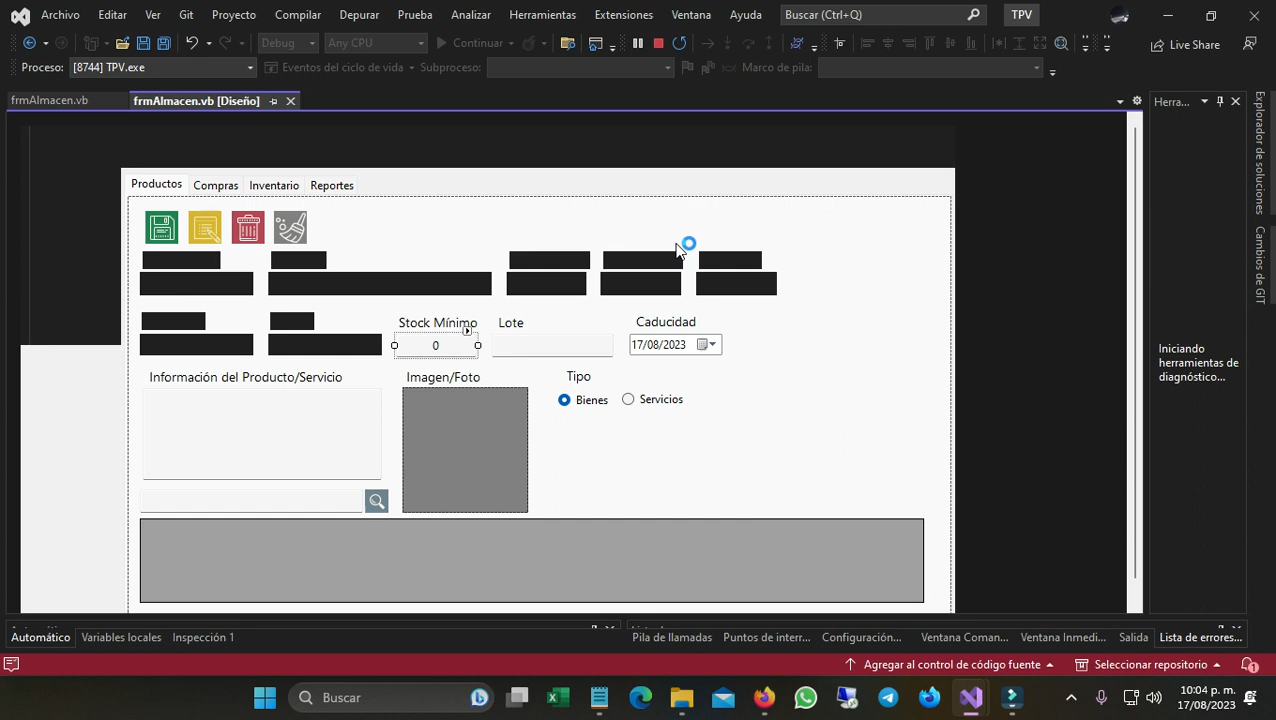 Archivo Editar Ver Git Proyecto Compilar Depurar Prueba Analizar Herramientas Extensiones Ventana Ayuda Buscar (Ctrl+Q) TPV
Debug Any CPU Continuar Live Share
Proceso: [8744] TPV.exe Eventos del ciclo de vida Subproceso: Marco de pila:
frmAlmacen.vb frmAlmacen.vb [Diseño] Herra...
Explorador de soluciones
Cambios de GIT
Productos Compras Inventario Reportes
Stock Mínimo Lote Caducidad
0 17/08/2023
Iniciando
herramientas de
diagnóstico...
Información del Producto/Servicio Imagen/Foto Tipo
Bienes Servicios
Automático Variables locales Inspección 1 Pila de llamadas Puntos de interr... Configuración... Ventana Coman... Ventana Inmedi... Salida Lista de errores...
Agregar al control de código fuente Seleccionar repositorio 1
Buscar 10:04 p. m.
17/08/2023